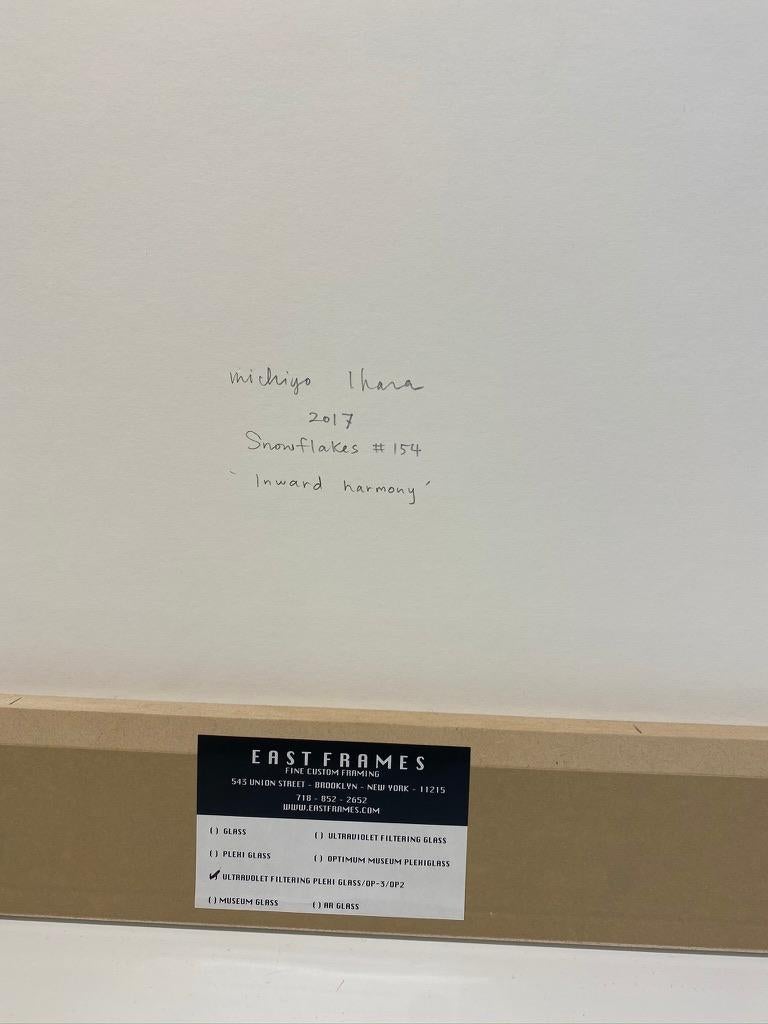 michiyo Ihara
2017
Snowflakes #154
`Inward harmony´
EAST FRAMES
FINE CUSTOM FRAMING
543 UNION STREET - BROOKLYN - NEW YORK - 11215
718 - 852 - 2652
WWW.EASTFRAMES.COM
( ) GLASS
( ) ULTRAVIOLET FILTERING GLASS
( ) PLEXI GLASS
( ) OPTIMUM MUSEUM PLEXIGLASS
✓ ULTRAVOLET FILTERING PLEXI GLASS/OP-3/OP2
( ) MUSEUM GLASS
( ) AR GLASS